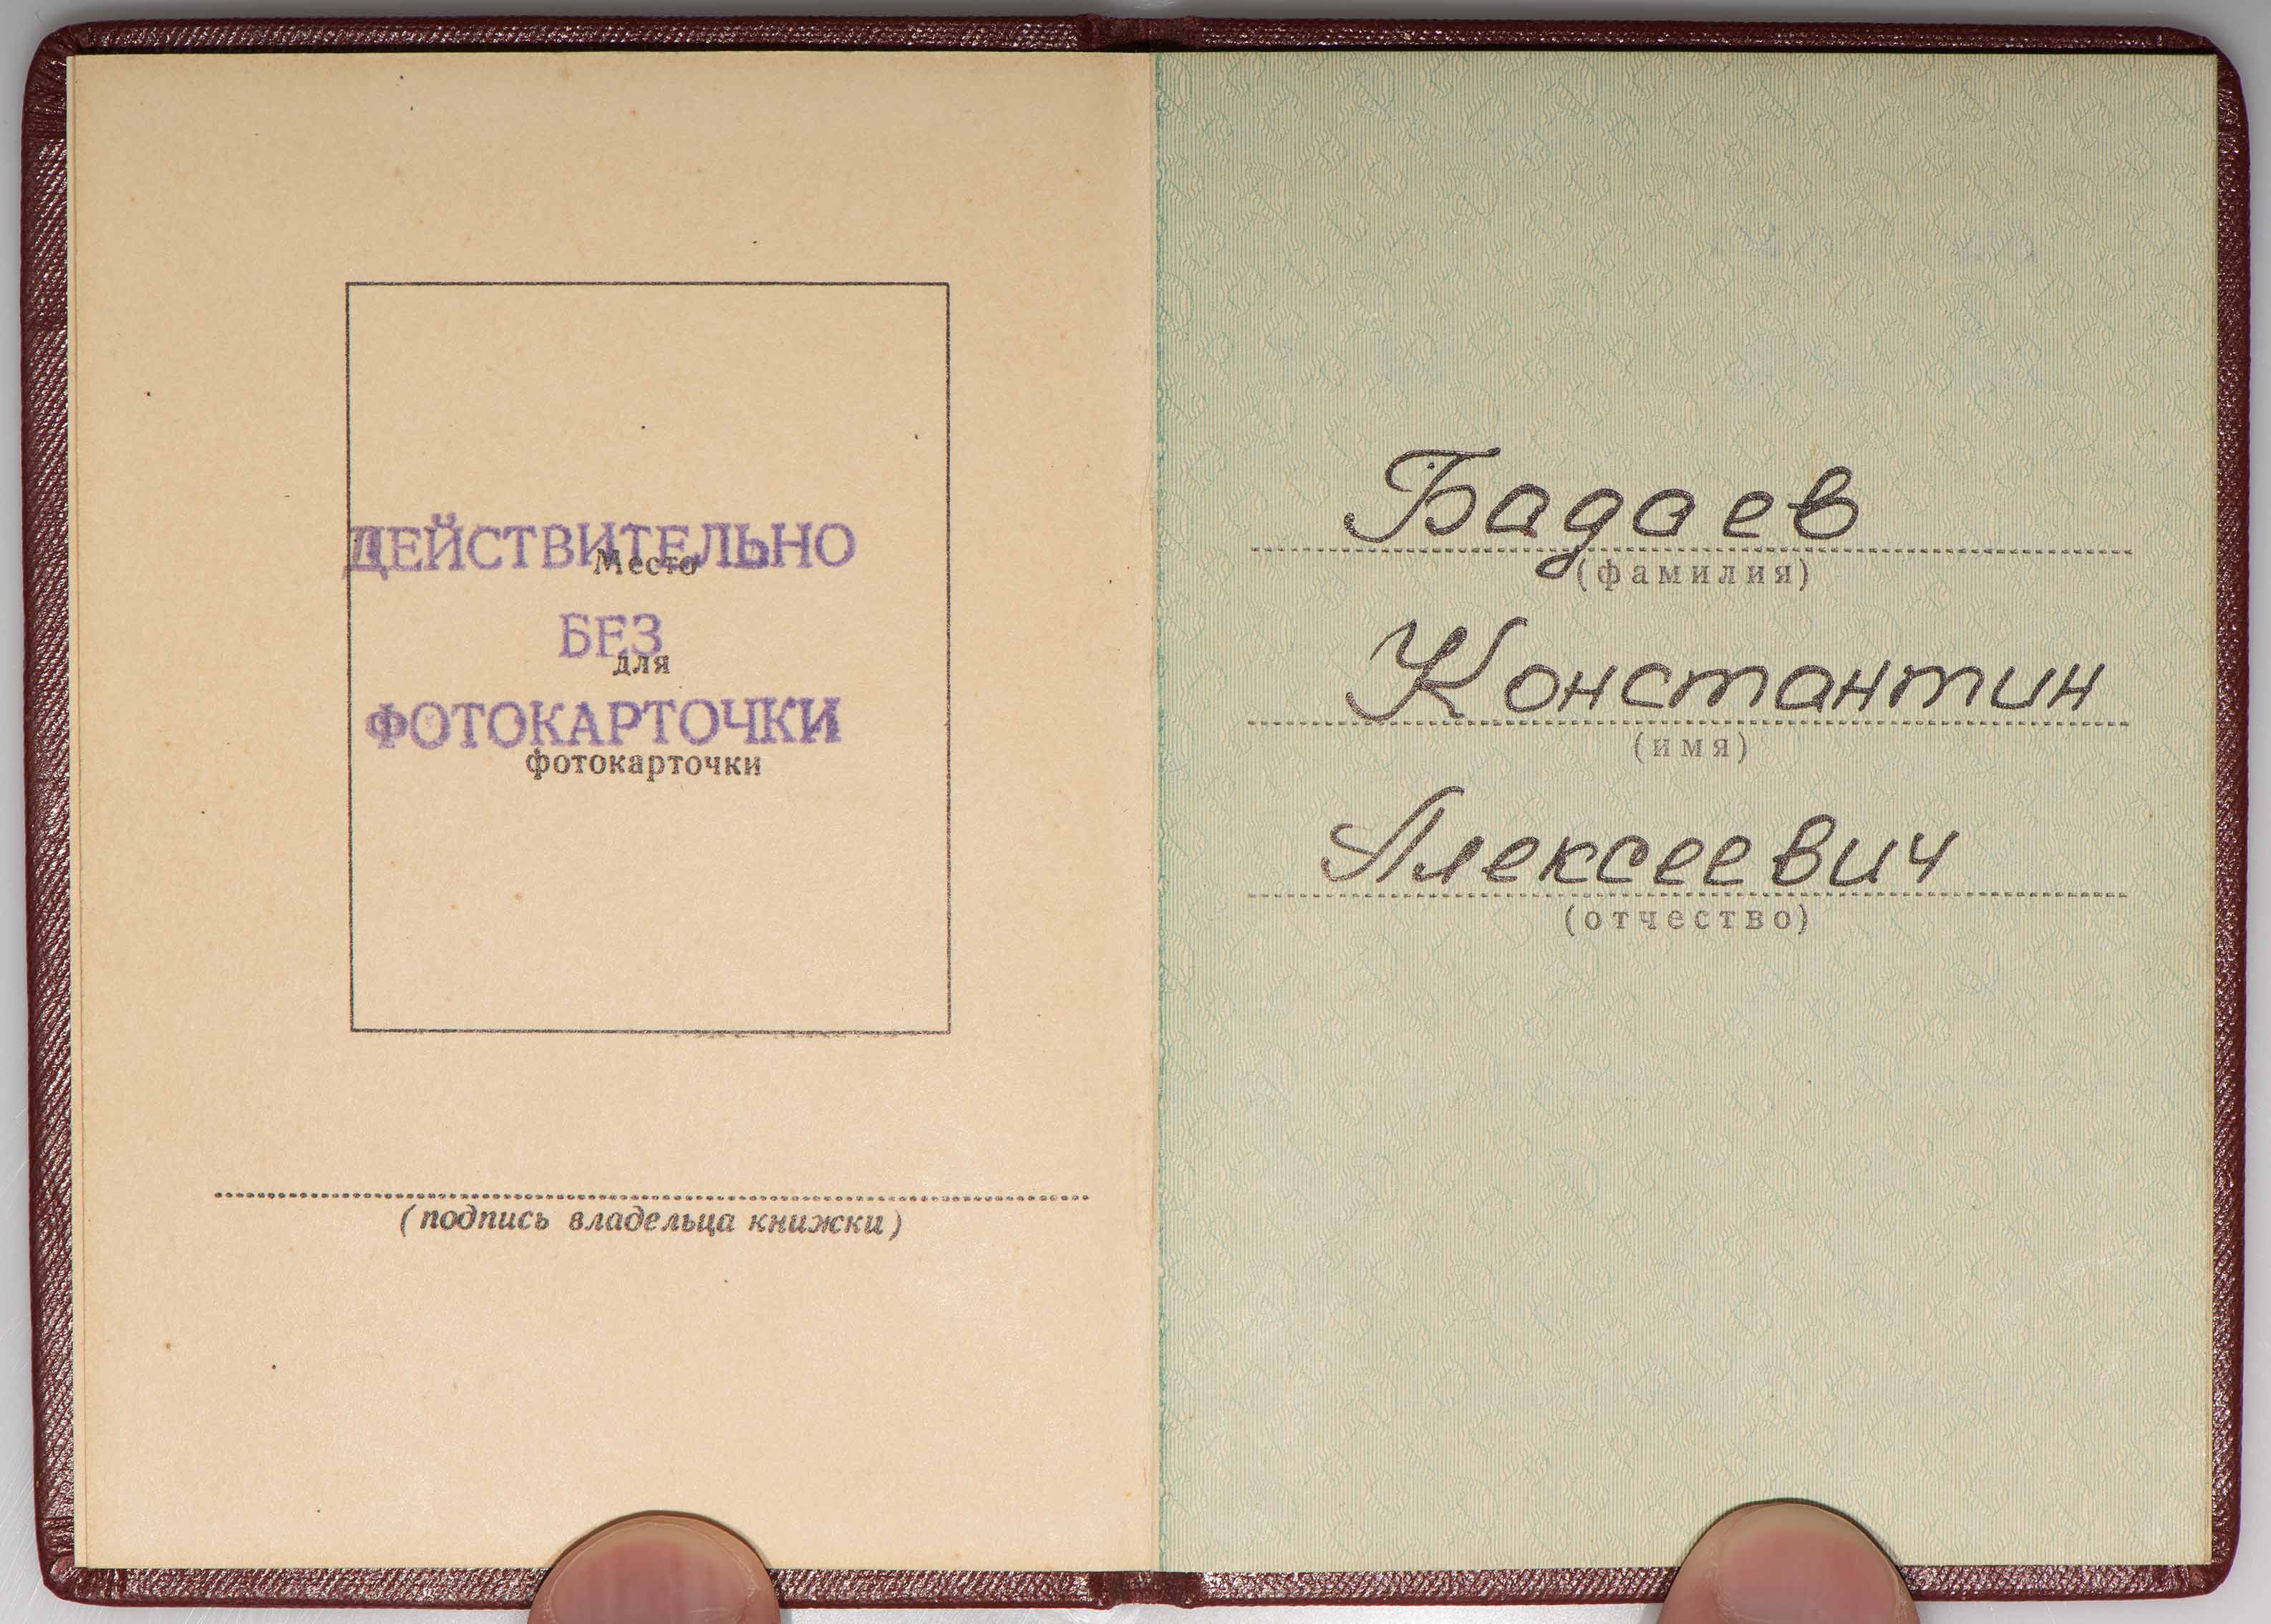 ДЕЙСТВИТЕЛЬНО
Место
БЕЗ
для
ФОТОКАРТОЧКИ
фотокарточки
(подпись владельца книжки)
Бадаев
(фамилия)
Константин
(имя)
Алексеевич
(отчество)